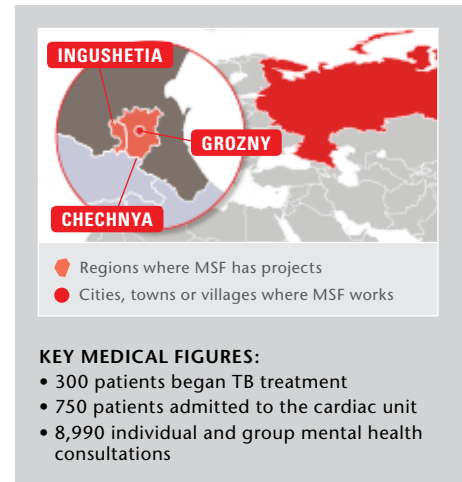 INGUSHETIA
GROZNY
CHECHNYA
Regions where MSF has projects
Cities, towns or villages where MSF works
KEY MEDICAL FIGURES:
• 300 patients began TB treatment
• 750 patients admitted to the cardiac unit
• 8,990 individual and group mental health
consultations